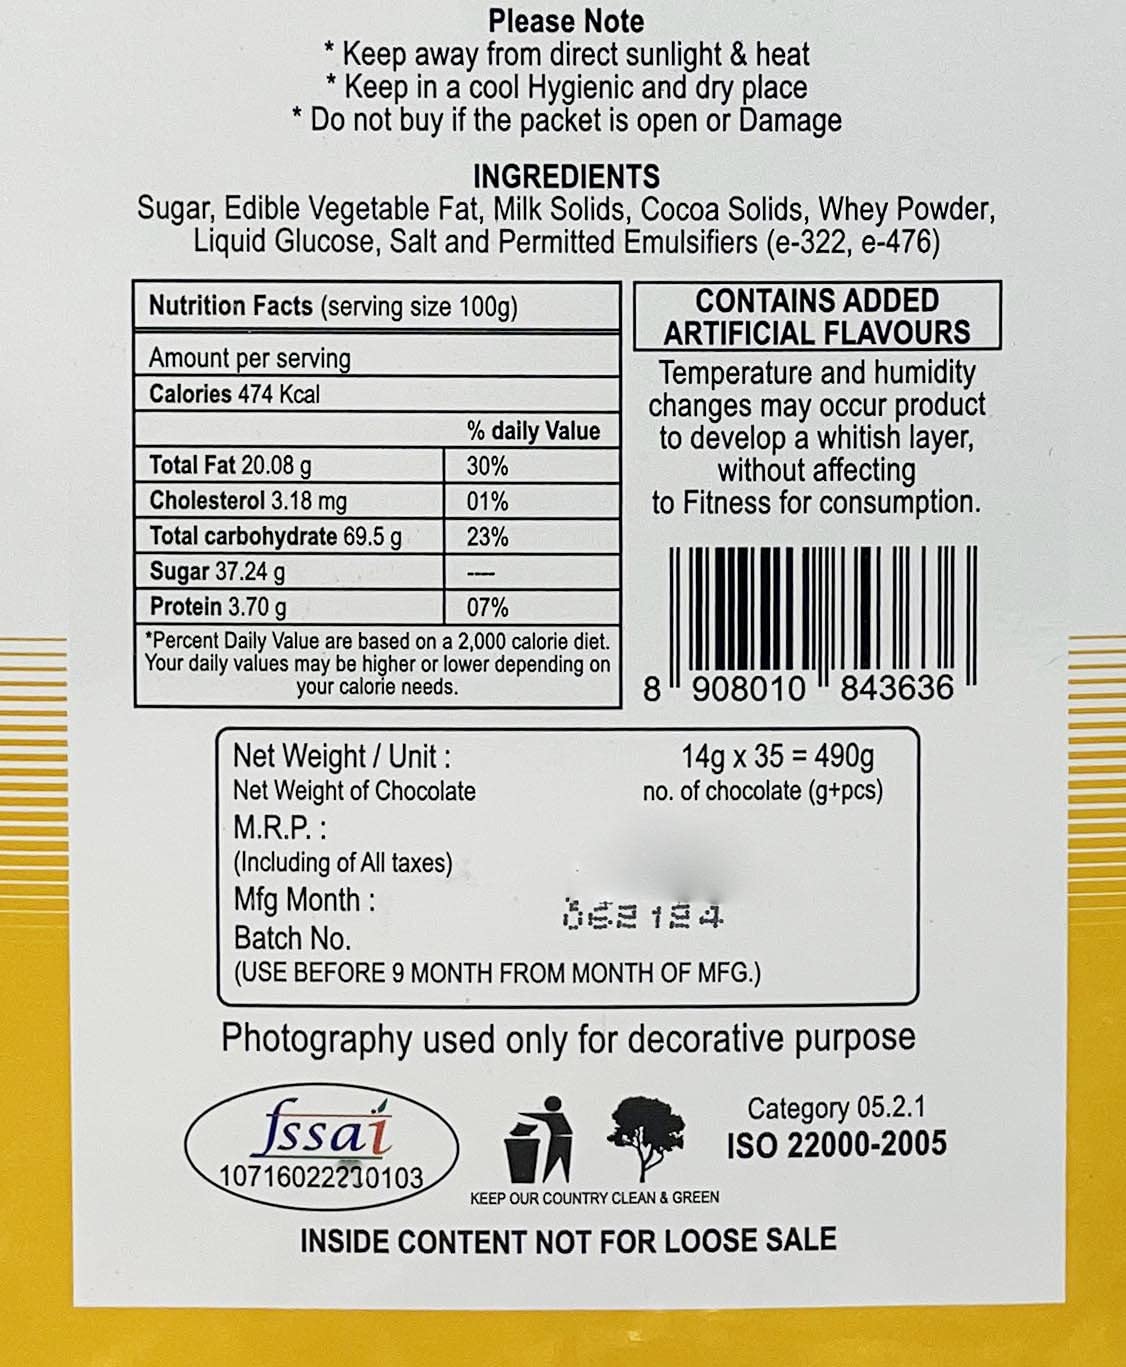 Please Note
* Keep away from direct sunlight & heat
* Keep in a cool Hygienic and dry place
* Do not buy if the packet is open or Damage
INGREDIENTS
Sugar, Edible Vegetable Fat, Milk Solids, Cocoa Solids, Whey Powder,
Liquid Glucose, Salt and Permitted Emulsifiers (e-322, e-476)
Nutrition Facts (serving size 100g)
Amount per serving
Calories 474 Kcal
% daily Value
Total Fat 20.08 g 30%
Cholesterol 3.18 mg 01%
Total carbohydrate 69.5 g 23%
Sugar 37.24 g ----
Protein 3.70 g 07%
*Percent Daily Value are based on a 2,000 calorie diet.
Your daily values may be higher or lower depending on
your calorie needs.
CONTAINS ADDED
ARTIFICIAL FLAVOURS
Temperature and humidity
changes may occur product
to develop a whitish layer,
without affecting
to Fitness for consumption.
8 908010 843636
Net Weight / Unit : 14g x 35 = 490g
Net Weight of Chocolate no. of chocolate (g+pcs)
M.R.P. :
(Including of All taxes)
Mfg Month :
Batch No.
(USE BEFORE 9 MONTH FROM MONTH OF MFG.)
Photography used only for decorative purpose
fssai
KEEP OUR COUNTRY CLEAN & GREEN
Category 05.2.1
ISO 22000-2005
INSIDE CONTENT NOT FOR LOOSE SALE